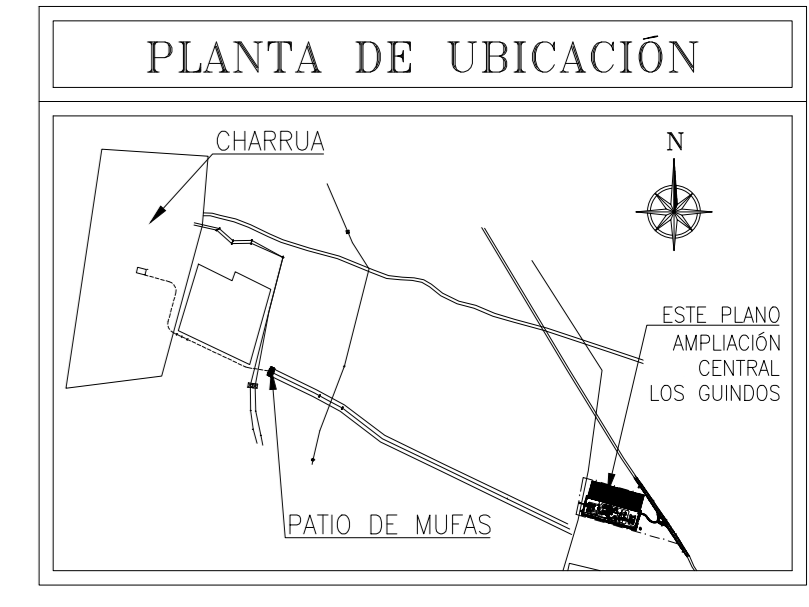 PLANTA DE UBICACIÓN
CHARRUA
N
ESTE PLANO
AMPLIACIÓN
CENTRAL
LOS GUINDOS
PATIO DE MUFAS